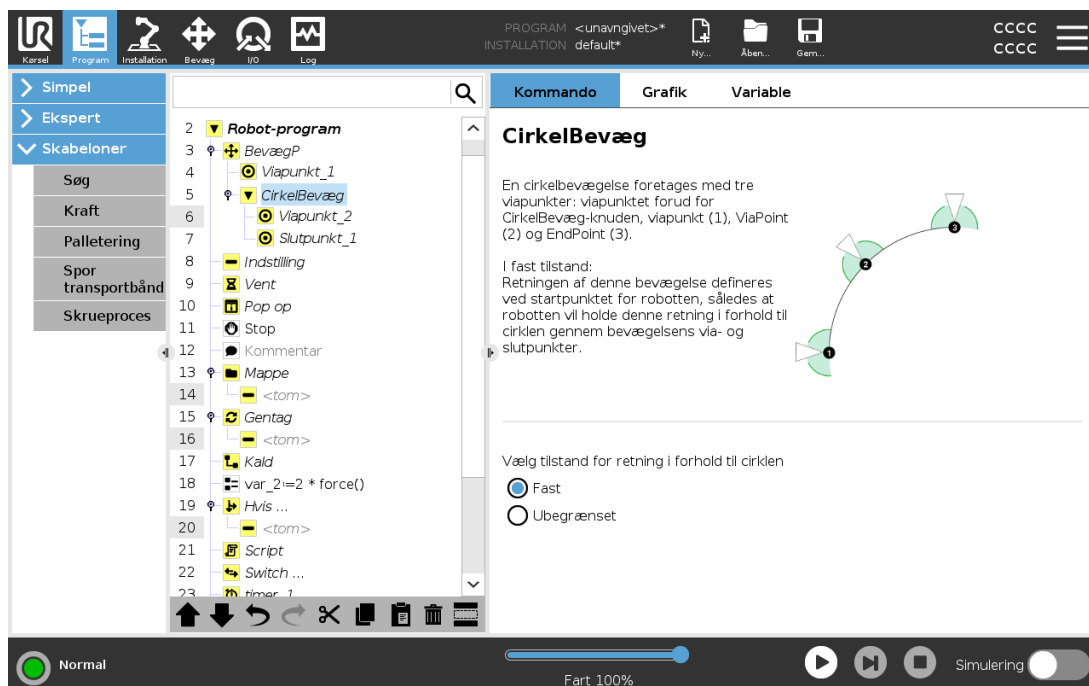 UR
Kørsel
Program
Installation
Bevæg
I/O
Log
PROGRAM <unavngivet>*
INSTALLATION default*
Ny...
Åben...
Gem...
CCCC
CCCC
Simpel
Ekspert
Skabeloner
Søg
Kraft
Palletering
Spor
transportbånd
Skrueproces
2 Robot-program
3 BevægP
4 Viapunkt_1
5 CirkelBevæg
6 Viapunkt_2
7 Slutpunkt_1
8 Indstilling
9 Vent
10 Pop op
11 Stop
12 Kommentar
13 Mappe
14 <tom>
15 Gentag
16 <tom>
17 Kald
18 var_2:=2 * force()
19 Hvis ...
20 <tom>
21 Script
22 Switch ...
23 timer_1
Kommando
Grafik
Variable
CirkelBevæg
En cirkelbevægelse foretages med tre
viapunkter: viapunktet forud for
CirkelBevæg-knuden, viapunkt (1), ViaPoint
(2) og EndPoint (3).
I fast tilstand:
Retningen af denne bevægelse defineres
ved startpunktet for robotten, således at
robotten vil holde denne retning i forhold til
cirklen gennem bevægelsens via- og
slutpunkter.
3
2
1
Vælg tilstand for retning i forhold til cirklen
Fast
Ubegrænset
Normal
Fart 100%
Simulering